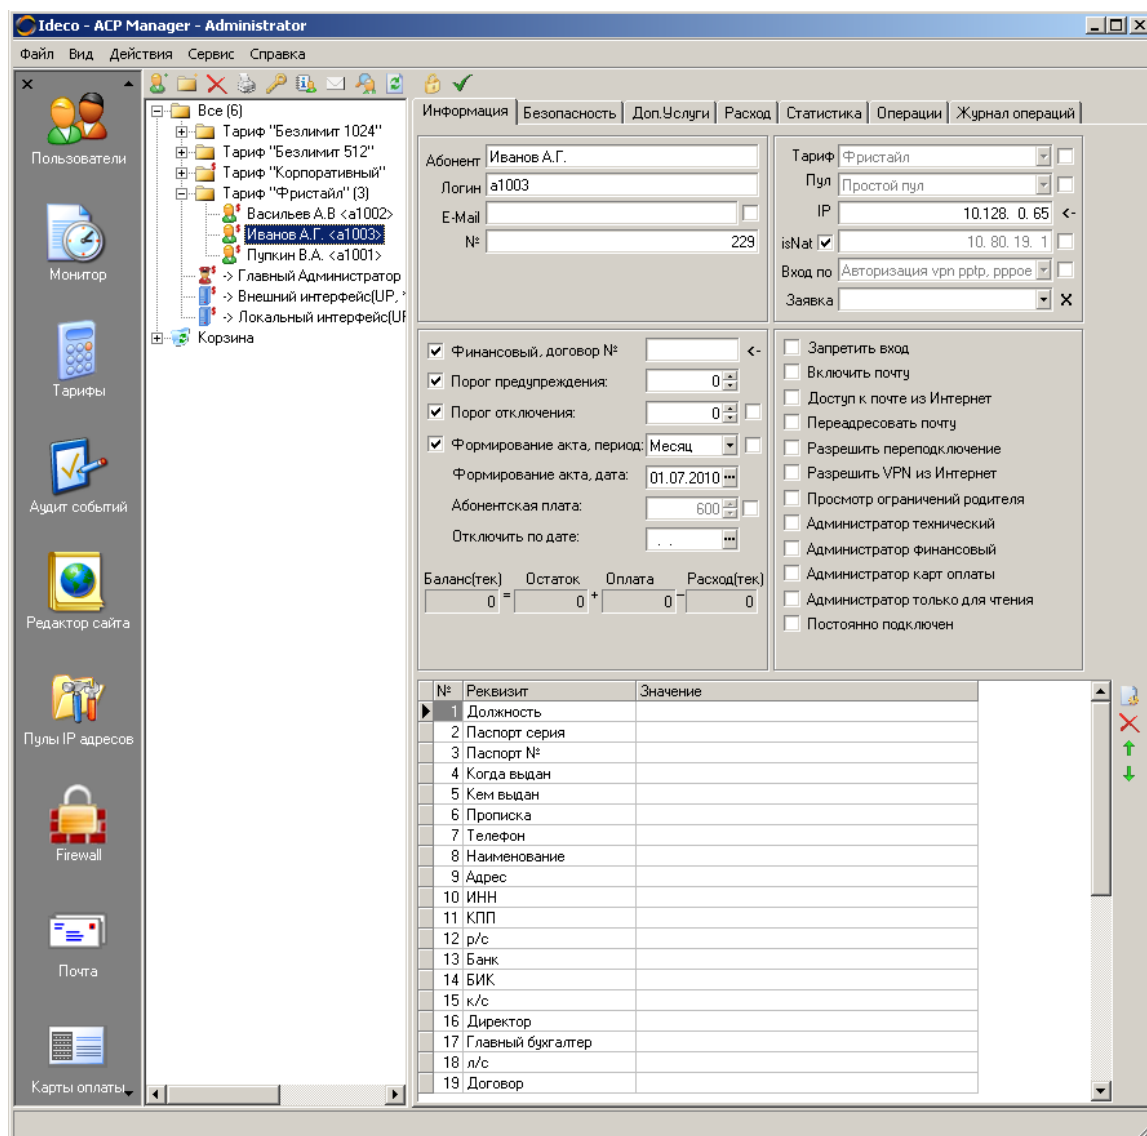 Ideco - ACP Manager - Administrator
Файл Вид Действия Сервис Справка
Пользователи
Монитор
Тарифы
Аудит событий
Редактор сайта
Пулы IP адресов
Firewall
Почта
Карты оплаты
Все (6)
Тариф "Безлимит 1024"
Тариф "Безлимит 512"
Тариф "Корпоративный"
Тариф "Фристайл" (3)
Васильев А.В <a1002>
Иванов А.Г. <a1003>
Пупкин В.А. <a1001>
-> Главный Администратор
-> Внешний интерфейс(UP, *
-> Локальный интерфейс(UP
Корзина
Информация Безопасность Доп.Услуги Расход Статистика Операции Журнал операций
Абонент Иванов А.Г.
Логин a1003
E-Mail
№ 229
Тариф Фристайл
Пул Простой пул
IP 10.128. 0. 65 <-
isNat 10. 80. 19. 1
Вход по Авторизация vpn pptp, pppoe
Заявка
Финансовый, договор № <-
Порог предупреждения: 0
Порог отключения: 0
Формирование акта, период: Месяц
Формирование акта, дата: 01.07.2010
Абонентская плата: 600
Отключить по дате: . .
Баланс(тек) Остаток Оплата Расход(тек)
0 = 0 + 0 - 0
Запретить вход
Включить почту
Доступ к почте из Интернет
Переадресовать почту
Разрешить переподключение
Разрешить VPN из Интернет
Просмотр ограничений родителя
Администратор технический
Администратор финансовый
Администратор карт оплаты
Администратор только для чтения
Постоянно подключен
№ Реквизит Значение
1 Должность
2 Паспорт серия
3 Паспорт №
4 Когда выдан
5 Кем выдан
6 Прописка
7 Телефон
8 Наименование
9 Адрес
10 ИНН
11 КПП
12 р/с
13 Банк
14 БИК
15 к/с
16 Директор
17 Главный бухгалтер
18 л/с
19 Договор